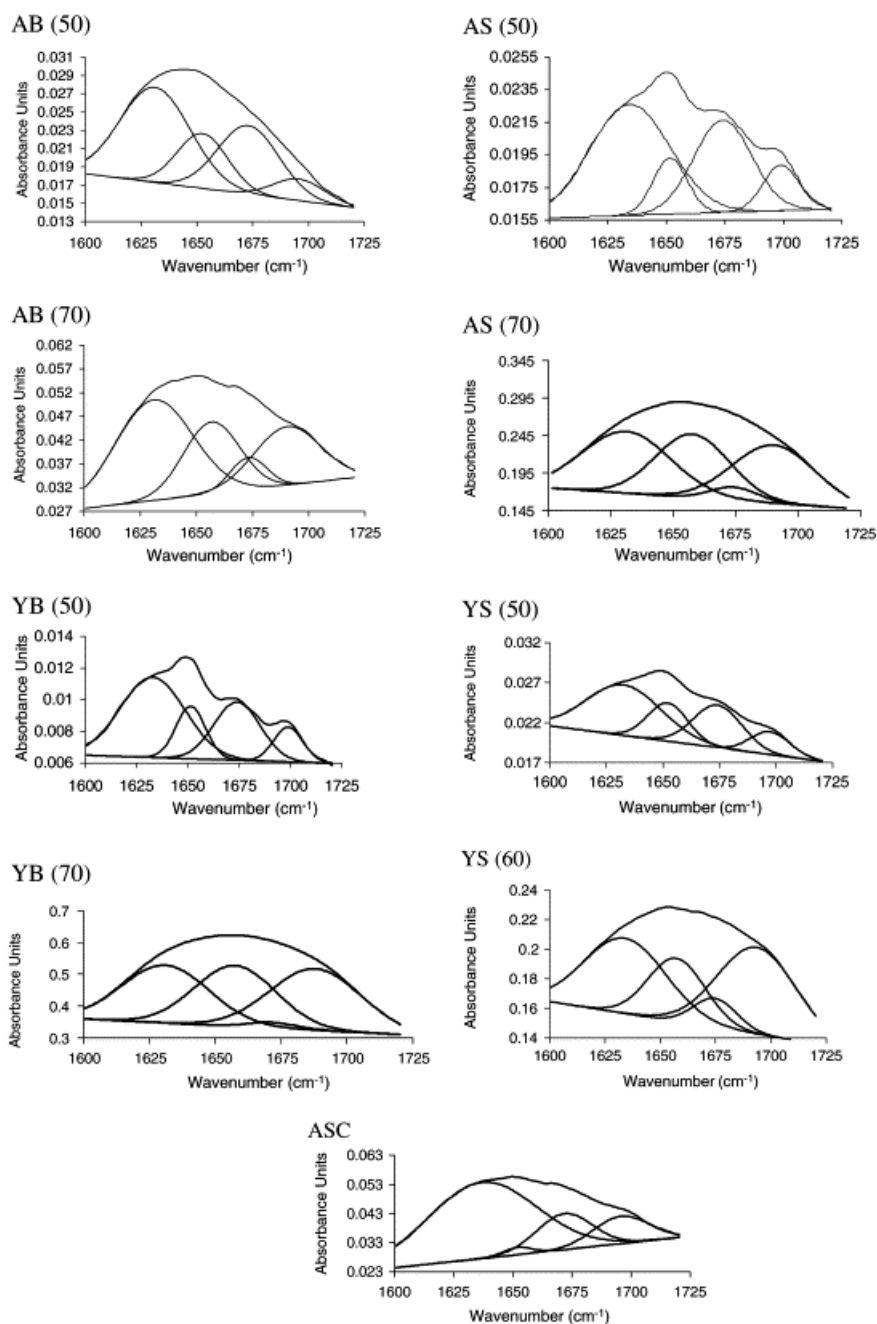 AB (50)
0.031
0.029
0.027
0.025
0.023
0.021
0.019
0.017
0.015
0.013
Absorbance Units
1600 1625 1650 1675 1700 1725
Wavenumber (cm-1)
AS (50)
0.0255
0.0235
0.0215
0.0195
0.0175
0.0155
Absorbance Units
1600 1625 1650 1675 1700 1725
Wavenumber (cm-1)
AB (70)
0.062
0.057
0.052
0.047
0.042
0.037
0.032
0.027
Absorbance Units
1600 1625 1650 1675 1700 1725
Wavenumber (cm-1)
AS (70)
0.345
0.295
0.245
0.195
0.145
Absorbance Units
1600 1625 1650 1675 1700 1725
Wavenumber (cm-1)
YB (50)
0.014
0.012
0.01
0.008
0.006
Absorbance Units
1600 1625 1650 1675 1700 1725
Wavenumber (cm-1)
YS (50)
0.032
0.027
0.022
0.017
Absorbance Units
1600 1625 1650 1675 1700 1725
Wavenumber (cm-1)
YB (70)
0.7
0.6
0.5
0.4
0.3
Absorbance Units
1600 1625 1650 1675 1700 1725
Wavenumber (cm-1)
YS (60)
0.24
0.22
0.2
0.18
0.16
0.14
Absorbance Units
1600 1625 1650 1675 1700 1725
Wavenumber (cm-1)
ASC
0.063
0.053
0.043
0.033
0.023
Absorbance Units
1600 1625 1650 1675 1700 1725
Wavenumber (cm-1)